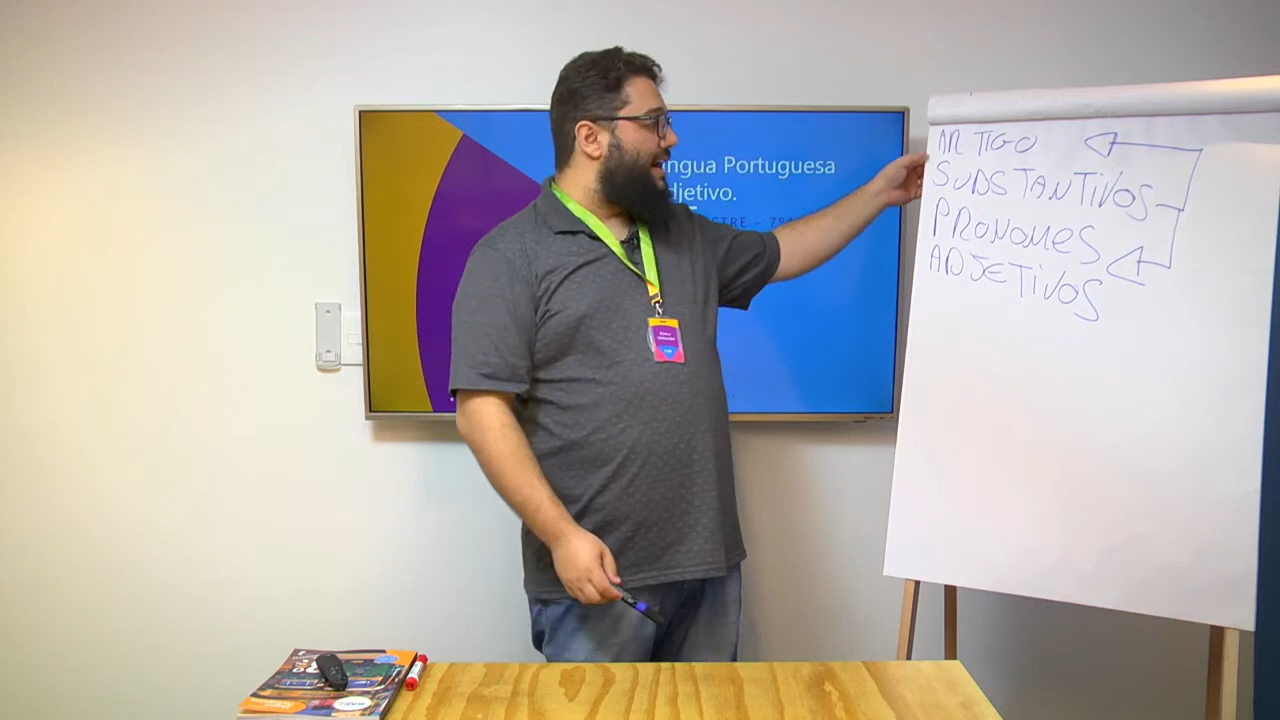 ngua Portuguesa
djetivo.
ARTIGO
SUBSTANTIVOS
PRONOMES
ADJETIVOS